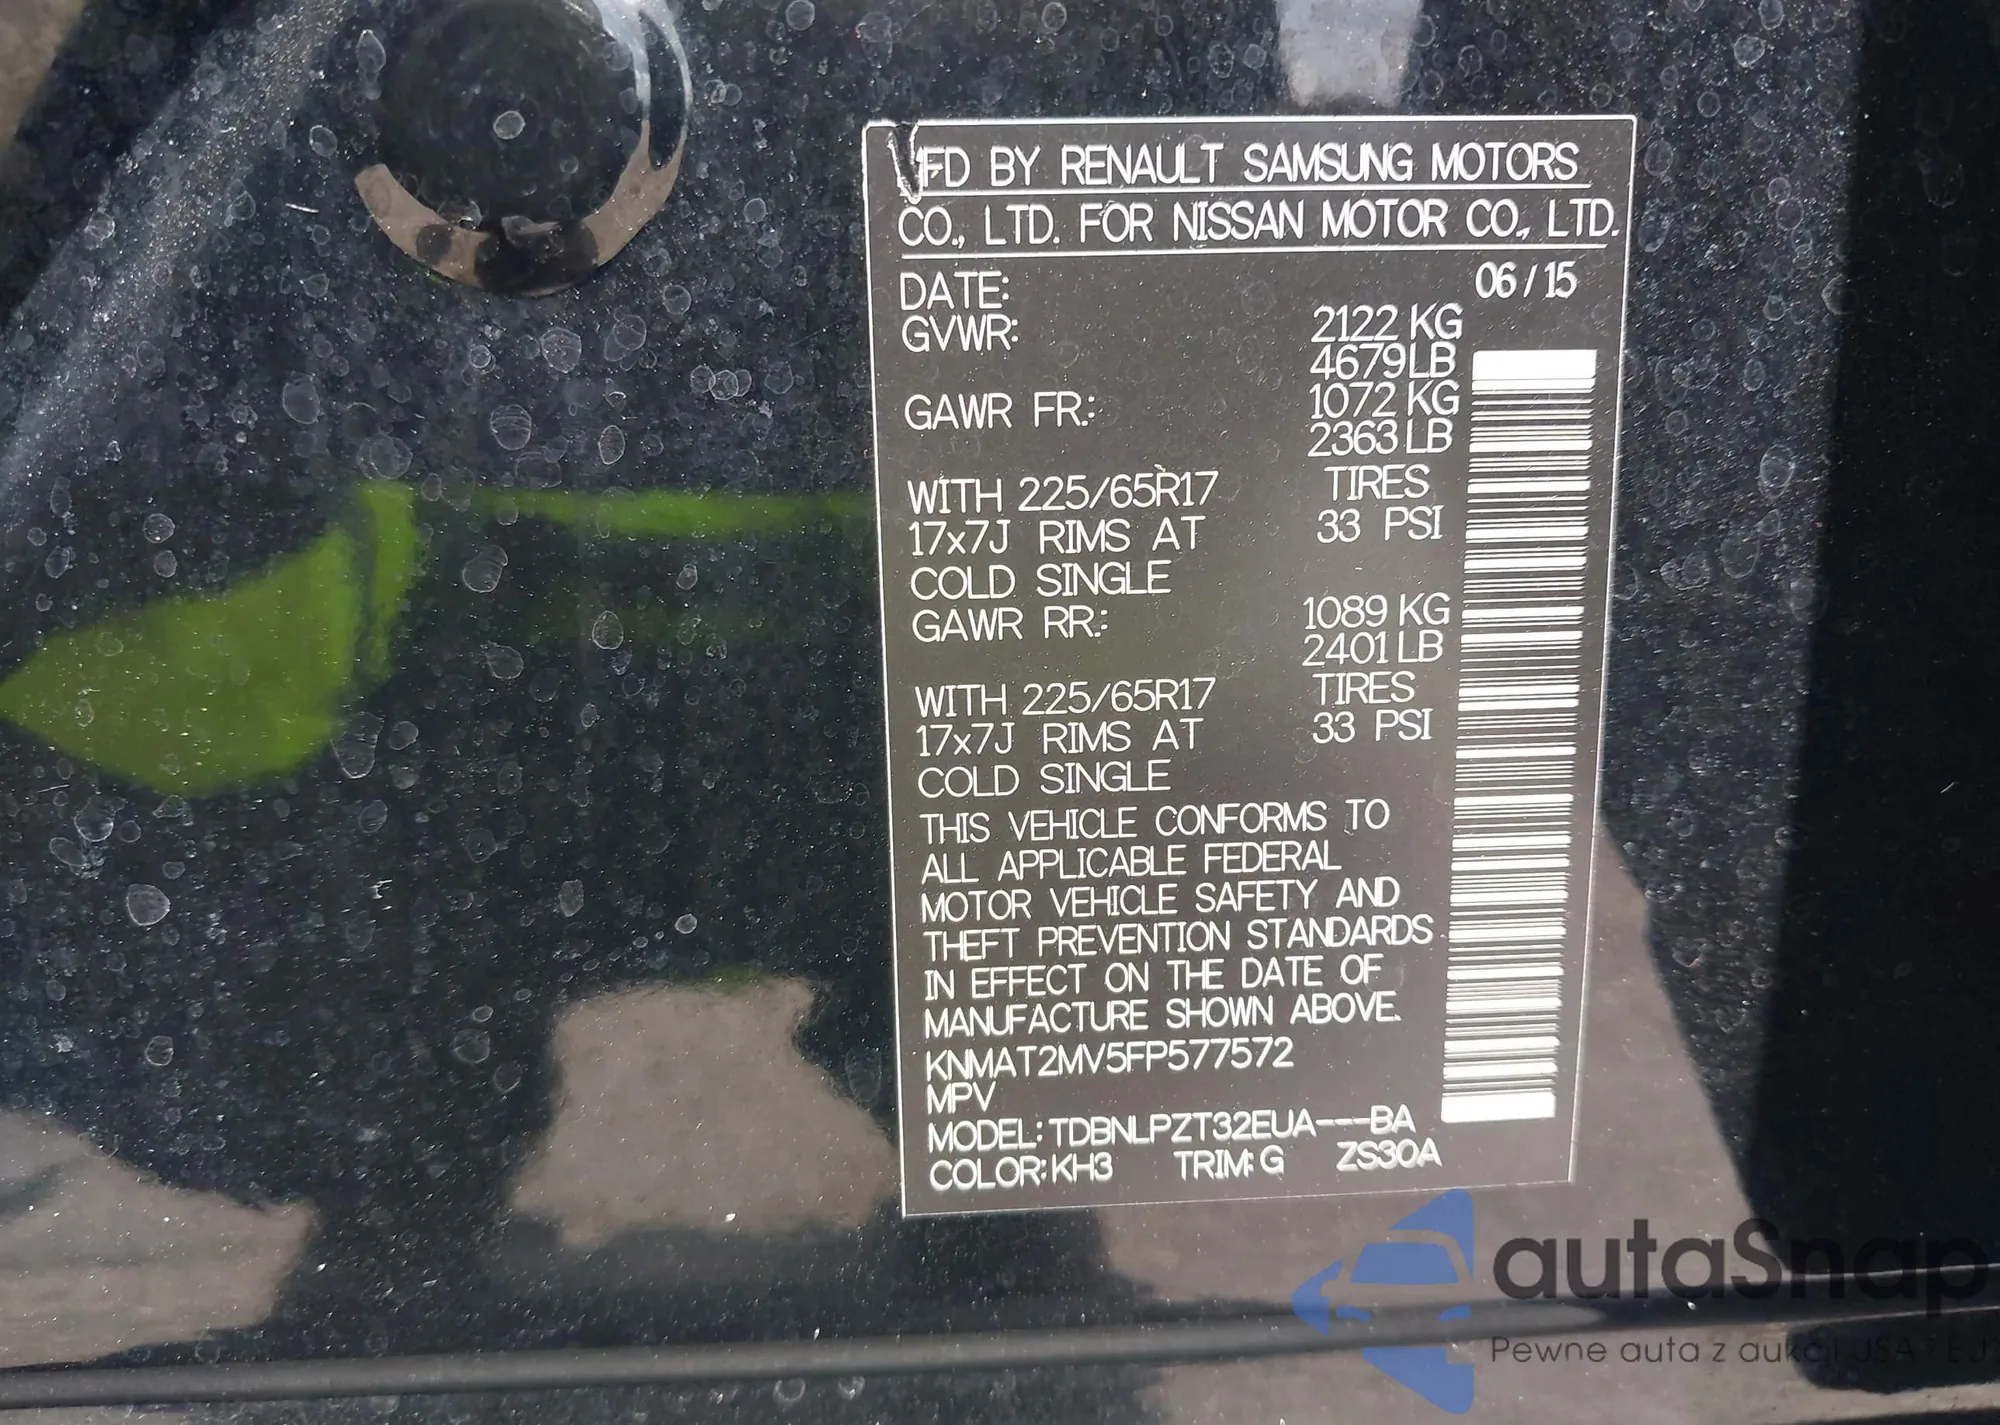 MFD BY RENAULT SAMSUNG MOTORS
CO., LTD. FOR NISSAN MOTOR CO., LTD.
DATE: 06 / 15
GVWR: 2122 KG
4679 LB
GAWR FR.: 1072 KG
2363 LB
WITH 225/65R17 TIRES
17x7J RIMS AT 33 PSI
COLD SINGLE
GAWR RR.: 1089 KG
2401 LB
WITH 225/65R17 TIRES
17x7J RIMS AT 33 PSI
COLD SINGLE
THIS VEHICLE CONFORMS TO
ALL APPLICABLE FEDERAL
MOTOR VEHICLE SAFETY AND
THEFT PREVENTION STANDARDS
IN EFFECT ON THE DATE OF
MANUFACTURE SHOWN ABOVE.
KNMAT2MV5FP577572
MPV
MODEL: TDBNLPZT32EUA---BA
COLOR: KH3 TRIM: G ZS30A
autaSnap
Pewne auta z aukcji USA